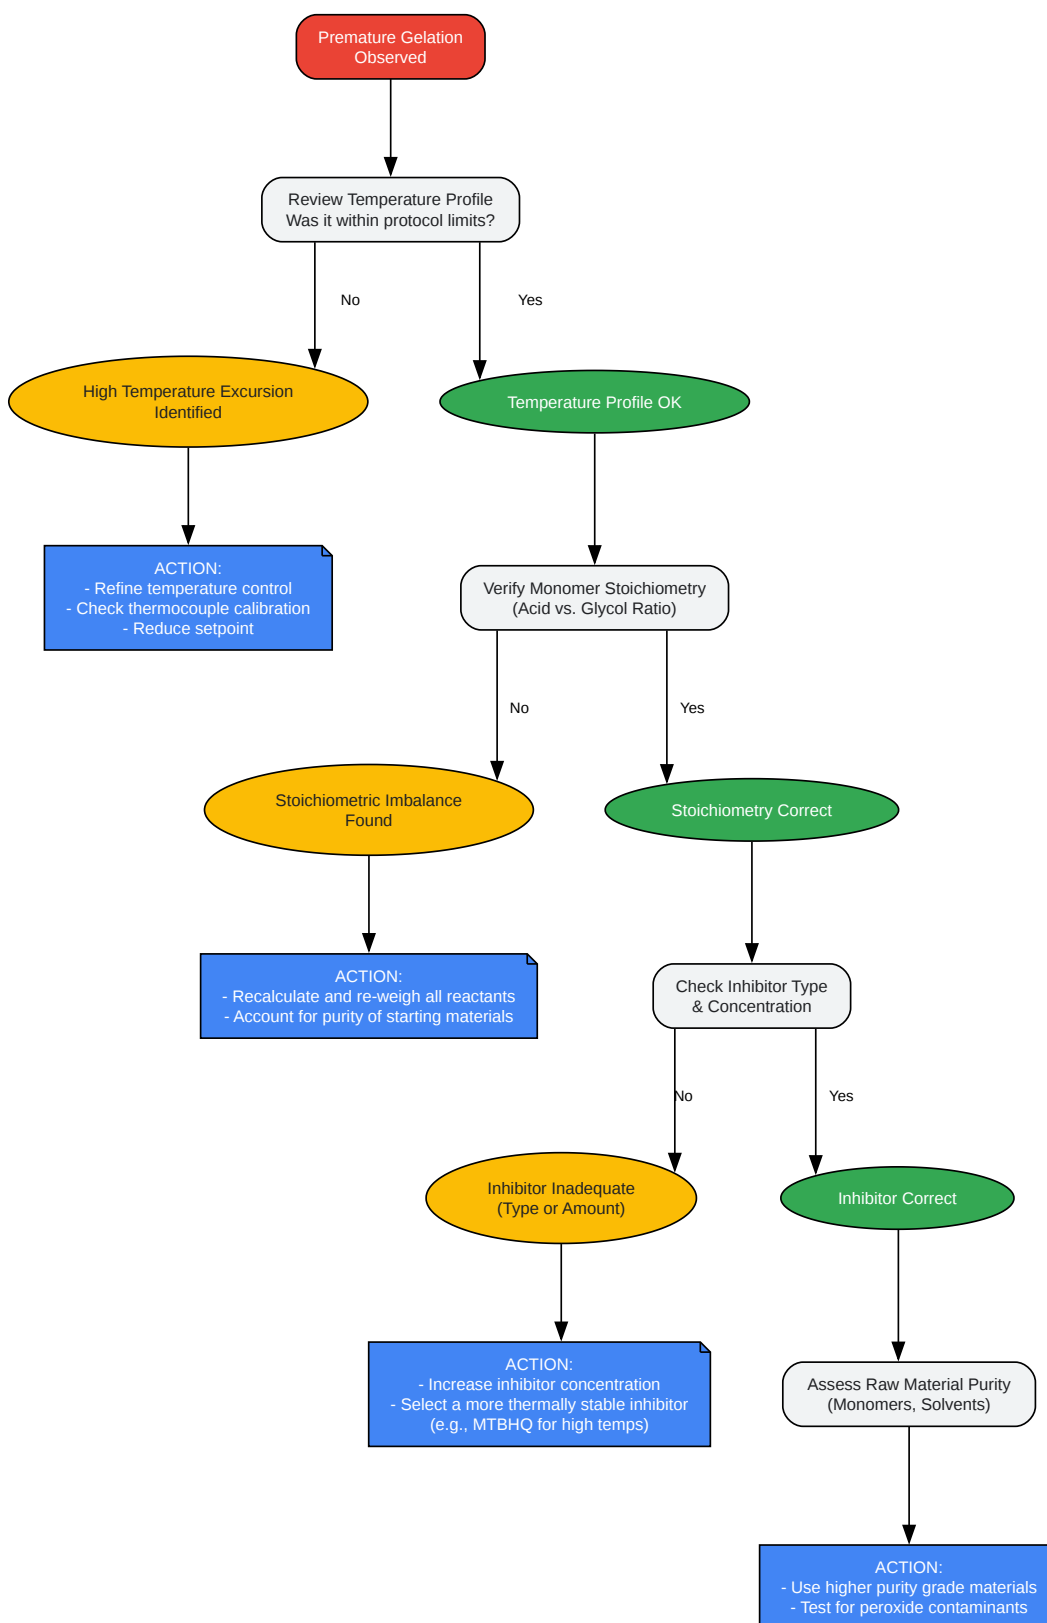 Premature Gelation
Observed
Review Temperature Profile
Was it within protocol limits?
No
Yes
High Temperature Excursion
Identified
Temperature Profile OK
ACTION:
- Refine temperature control
- Check thermocouple calibration
- Reduce setpoint
Verify Monomer Stoichiometry
(Acid vs. Glycol Ratio)
No
Yes
Stoichiometric Imbalance
Found
Stoichiometry Correct
ACTION:
- Recalculate and re-weigh all reactants
- Account for purity of starting materials
Check Inhibitor Type
& Concentration
No
Yes
Inhibitor Inadequate
(Type or Amount)
Inhibitor Correct
ACTION:
- Increase inhibitor concentration
- Select a more thermally stable inhibitor
(e.g., MTBHQ for high temps)
Assess Raw Material Purity
(Monomers, Solvents)
ACTION:
- Use higher purity grade materials
- Test for peroxide contaminants